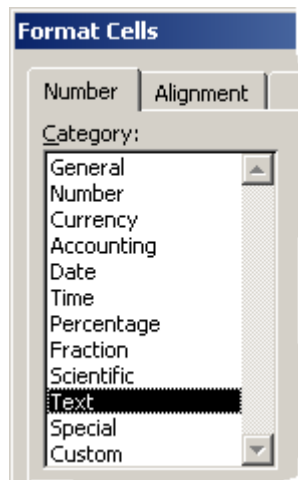 Format Cells
Number Alignment
Category:
General
Number
Currency
Accounting
Date
Time
Percentage
Fraction
Scientific
Text
Special
Custom